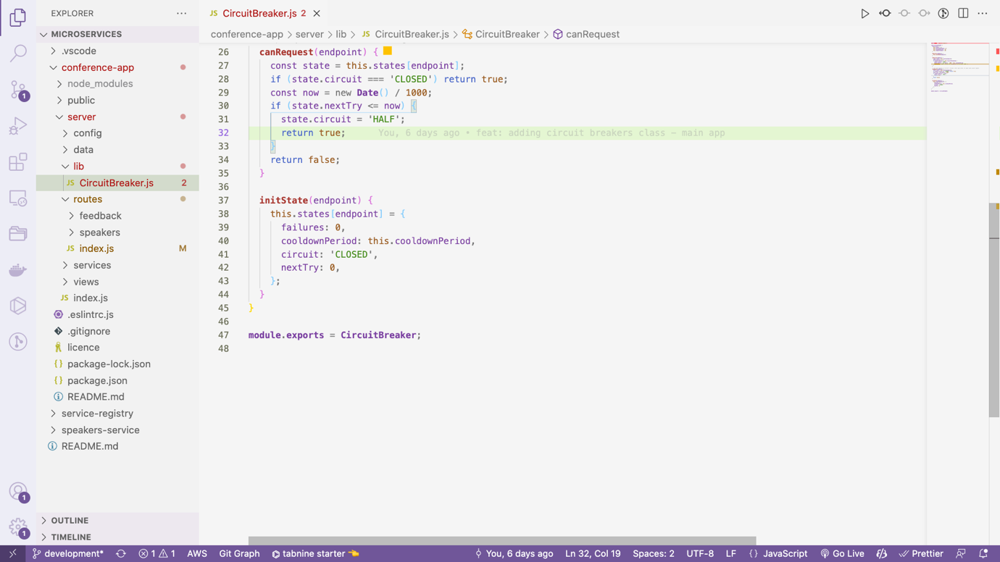 EXPLORER
MICROSERVICES
.vscode
conference-app
node_modules
public
server
config
data
lib
JS CircuitBreaker.js 2
routes
feedback
speakers
JS index.js M
services
views
JS index.js
.eslintrc.js
.gitignore
licence
{} package-lock.json
{} package.json
README.md
service-registry
speakers-service
README.md
OUTLINE
TIMELINE
1
1
1
JS CircuitBreaker.js 2
conference-app > server > lib > JS CircuitBreaker.js > CircuitBreaker > canRequest
26 canRequest(endpoint) {
27 const state = this.states[endpoint];
28 if (state.circuit === 'CLOSED') return true;
29 const now = new Date() / 1000;
30 if (state.nextTry <= now) {
31 state.circuit = 'HALF';
32 return true; You, 6 days ago • feat: adding circuit breakers class – main app
33 }
34 return false;
35 }
36
37 initState(endpoint) {
38 this.states[endpoint] = {
39 failures: 0,
40 cooldownPeriod: this.cooldownPeriod,
41 circuit: 'CLOSED',
42 nextTry: 0,
43 };
44 }
45 }
46
47 module.exports = CircuitBreaker;
48
development* 1 1 AWS Git Graph tabnine starter You, 6 days ago Ln 32, Col 19 Spaces: 2 UTF-8 LF {} JavaScript Go Live Prettier